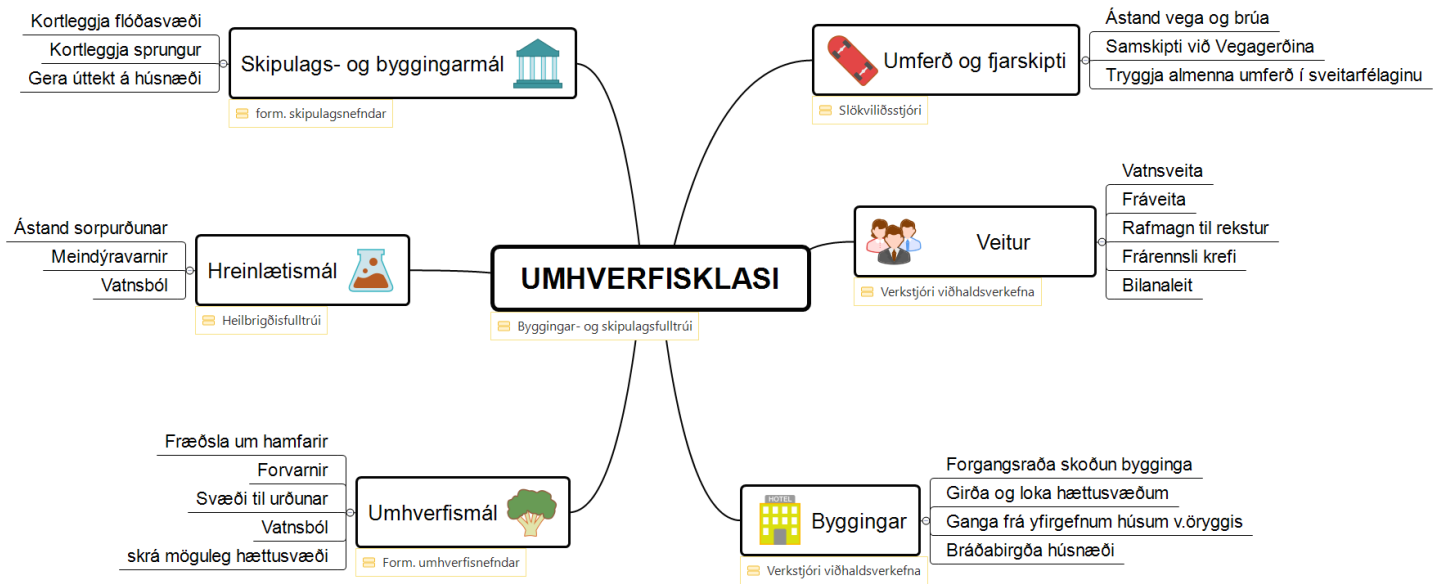 Kortleggja flóðasvæði
Kortleggja sprungur
Gera úttekt á húsnæði
Skipulags- og byggingarmál
form. skipulagsnefndar
Umferð og fjarskipti
Slökviliðsstjóri
Ástand vega og brúa
Samskipti við Vegagerðina
Tryggja almenna umferð í sveitarfélaginu
Ástand sorpurðunar
Meindýravarnir
Vatnsból
Hreinlætismál
Heilbrigðisfulltrúi
UMHVERFISKLASI
Byggingar- og skipulagsfulltrúi
Veitur
Verkstjóri viðhaldsverkefna
Vatnsveita
Fráveita
Rafmagn til rekstur
Frárennsli krefi
Bilanaleit
Fræðsla um hamfarir
Forvarnir
Svæði til urðunar
Vatnsból
skrá möguleg hættusvæði
Umhverfismál
Form. umhverfisnefndar
HOTEL
Byggingar
Verkstjóri viðhaldsverkefna
Forgangsraða skoðun bygginga
Girða og loka hættusvæðum
Ganga frá yfirgefnum húsum v.öryggis
Bráðabirgða húsnæði